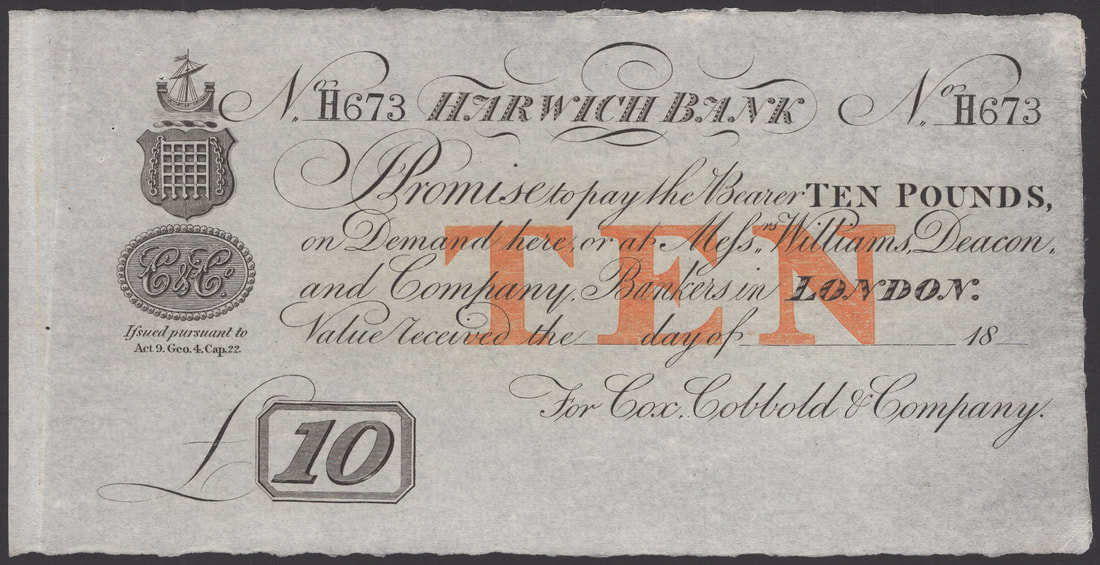 No. H673 HARWICH BANK No. H673
I Promise to pay the Bearer TEN POUNDS,
on Demand here, or at Messrs. Williams, Deacon,
and Company, Bankers in LONDON.
Value received the ___ day of ___ 18 _
TEN
For Cox, Cobbold & Company.
C & Co.
Issued pursuant to
Act 9. Geo. 4. Cap. 22.
£ 10